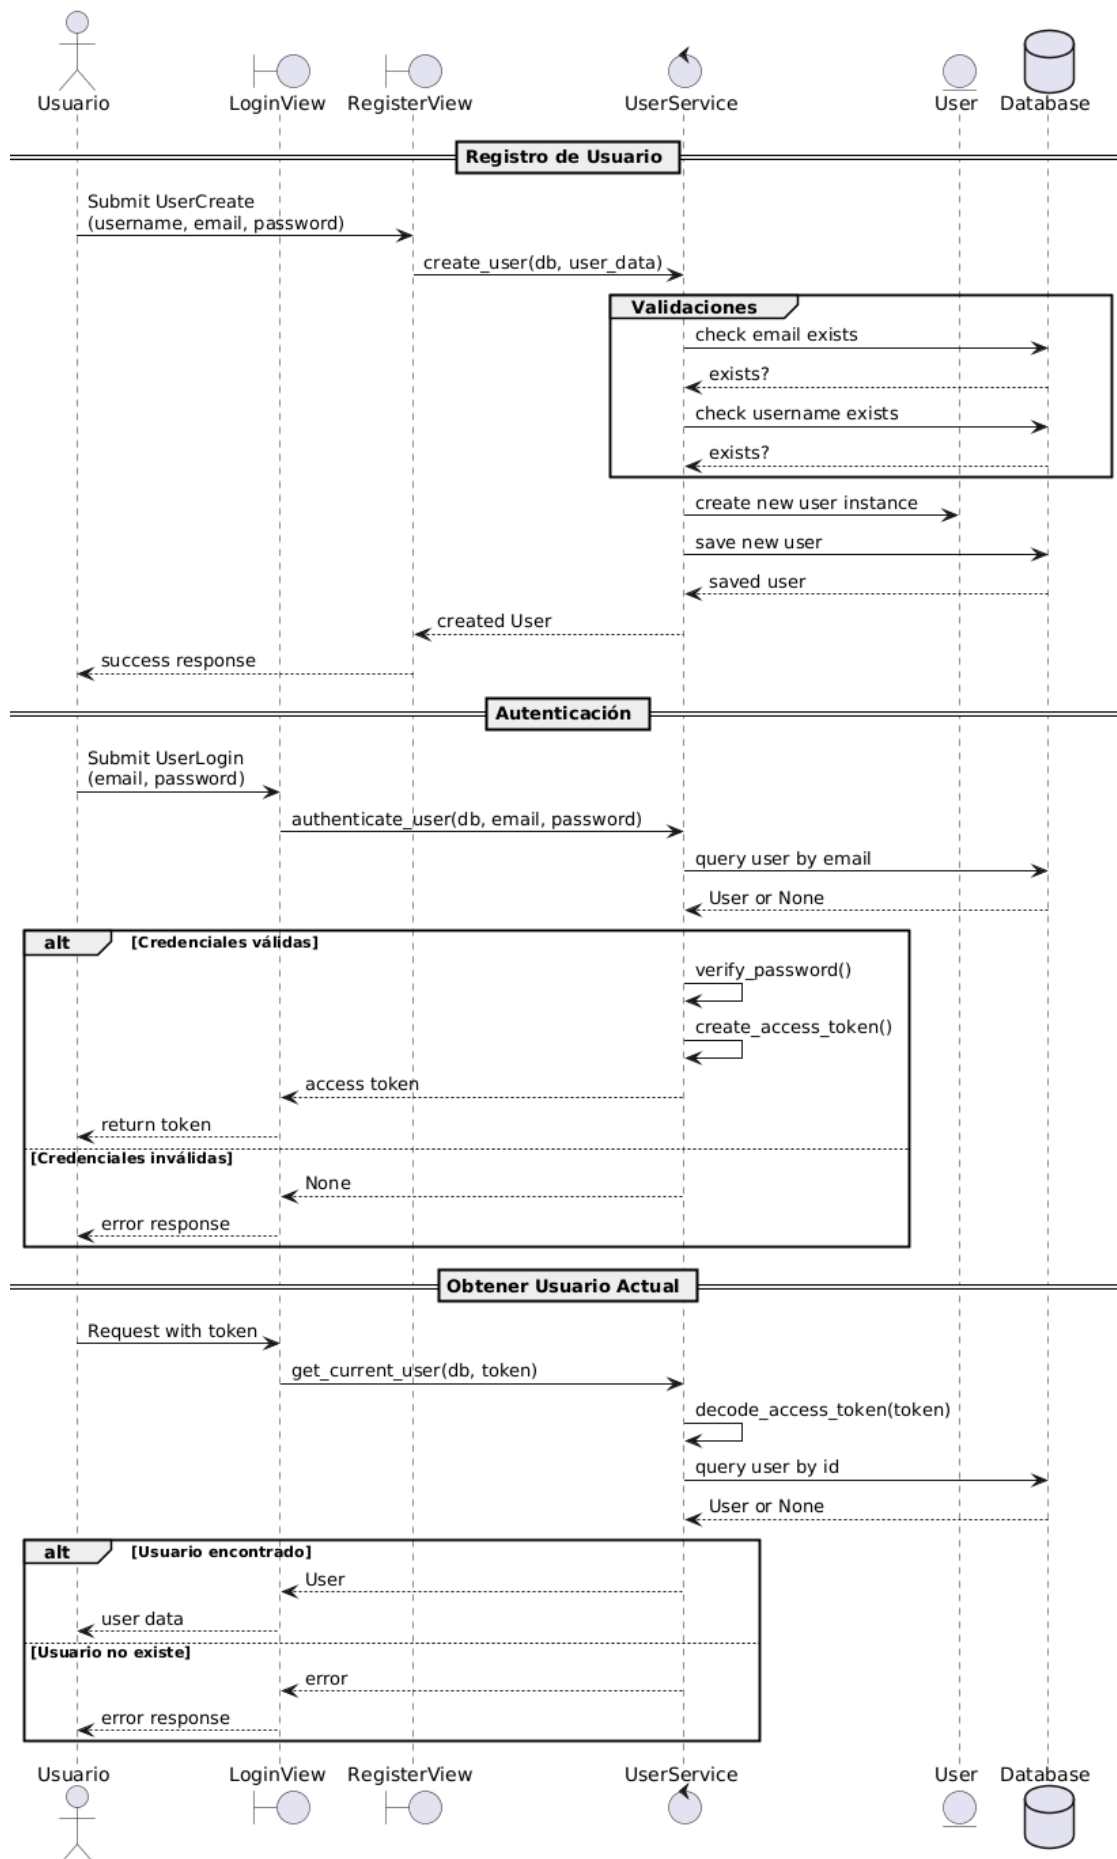 Usuario
LoginView
RegisterView
UserService
User
Database
Registro de Usuario
Submit UserCreate
(username, email, password)
create_user(db, user_data)
Validaciones
check email exists
exists?
check username exists
exists?
create new user instance
save new user
saved user
created User
success response
Autenticación
Submit UserLogin
(email, password)
authenticate_user(db, email, password)
query user by email
User or None
alt
[Credenciales válidas]
verify_password()
create_access_token()
access token
return token
[Credenciales inválidas]
None
error response
Obtener Usuario Actual
Request with token
get_current_user(db, token)
decode_access_token(token)
query user by id
User or None
alt
[Usuario encontrado]
User
user data
[Usuario no existe]
error
error response
Usuario
LoginView
RegisterView
UserService
User
Database